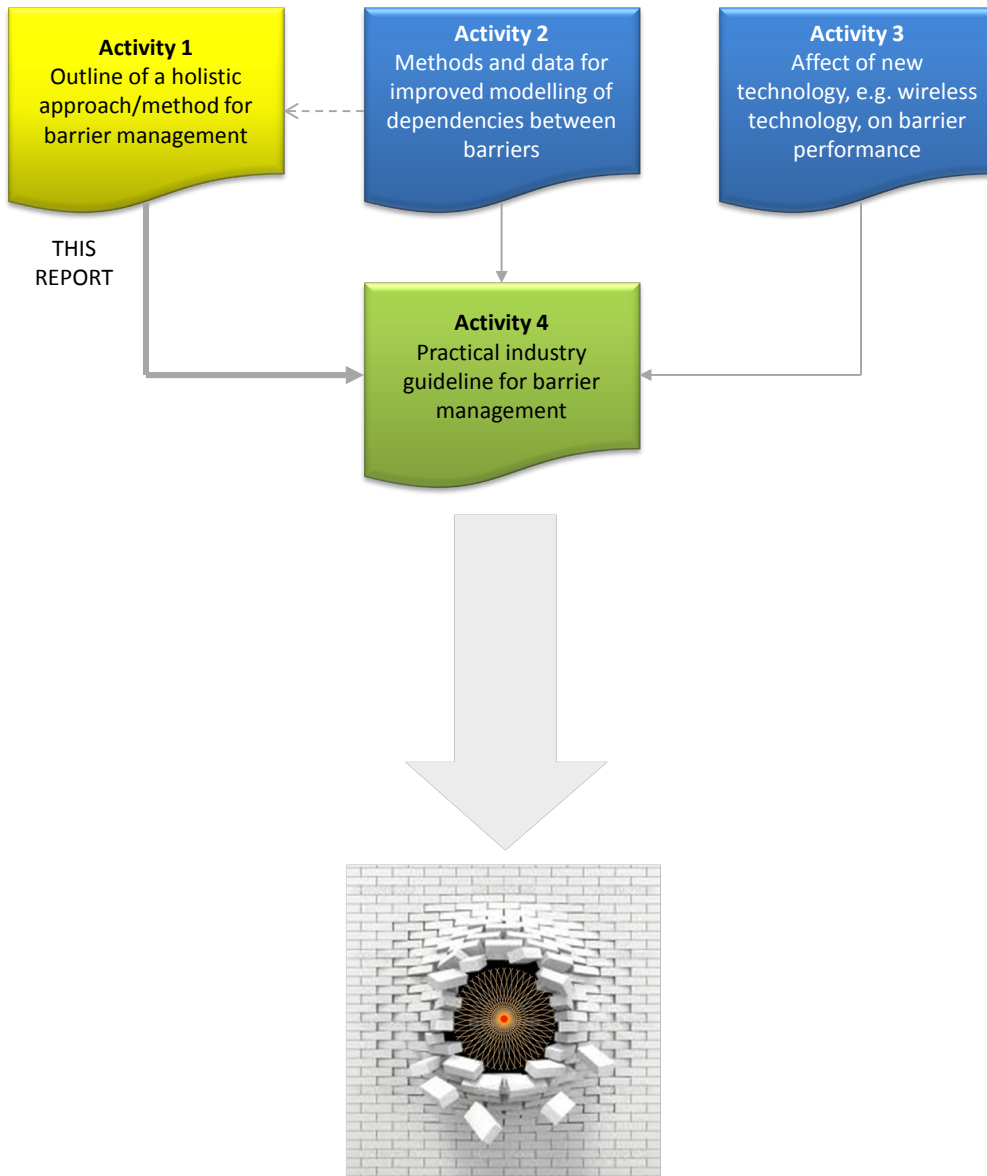 Activity 1
Outline of a holistic
approach/method for
barrier management
Activity 2
Methods and data for
improved modelling of
dependencies between
barriers
Activity 3
Affect of new
technology, e.g. wireless
technology, on barrier
performance
THIS
REPORT
Activity 4
Practical industry
guideline for barrier
management